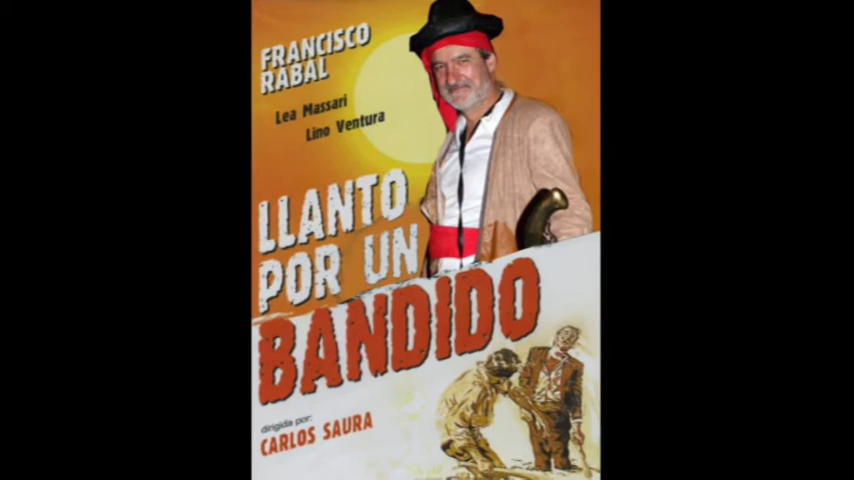 FRANCISCO
RABAL
Lea Massari
Lino Ventura
LLANTO
POR UN
BANDIDO
dirigida por:
CARLOS SAURA